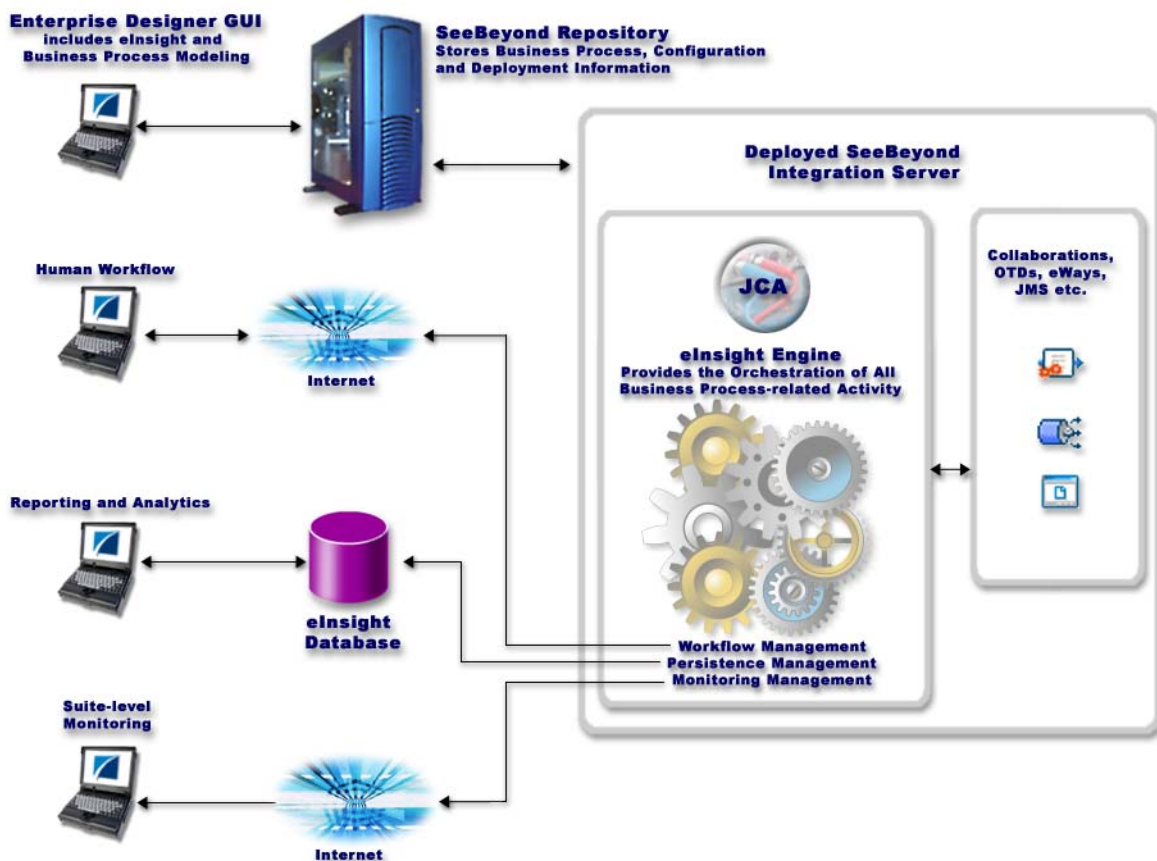 Enterprise Designer GUI
includes eInsight and
Business Process Modeling
SeeBeyond Repository
Stores Business Process, Configuration
and Deployment Information
Deployed SeeBeyond
Integration Server
Human Workflow
Internet
JCA
eInsight Engine
Provides the Orchestration of All
Business Process-related Activity
Collaborations,
OTDs, eWays,
JMS etc.
Reporting and Analytics
eInsight
Database
Workflow Management
Persistence Management
Monitoring Management
Suite-level
Monitoring
Internet